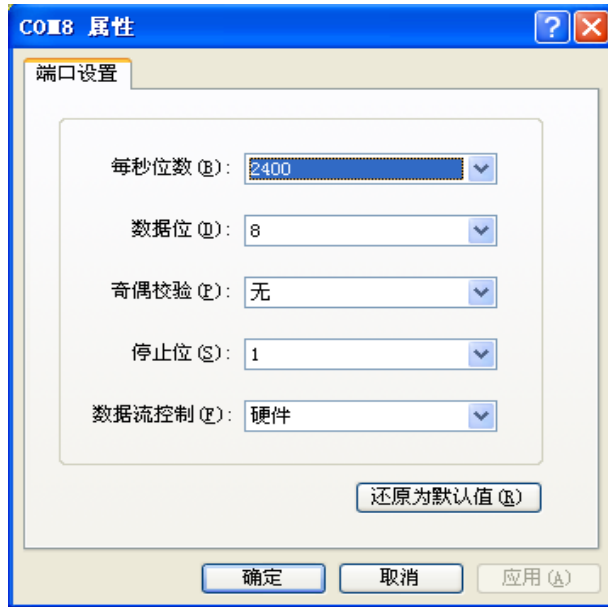 COM8 属性
端口设置
每秒位数(B): 2400
数据位(D): 8
奇偶校验(P): 无
停止位(S): 1
数据流控制(F): 硬件
还原为默认值(R)
确定 取消 应用(A)